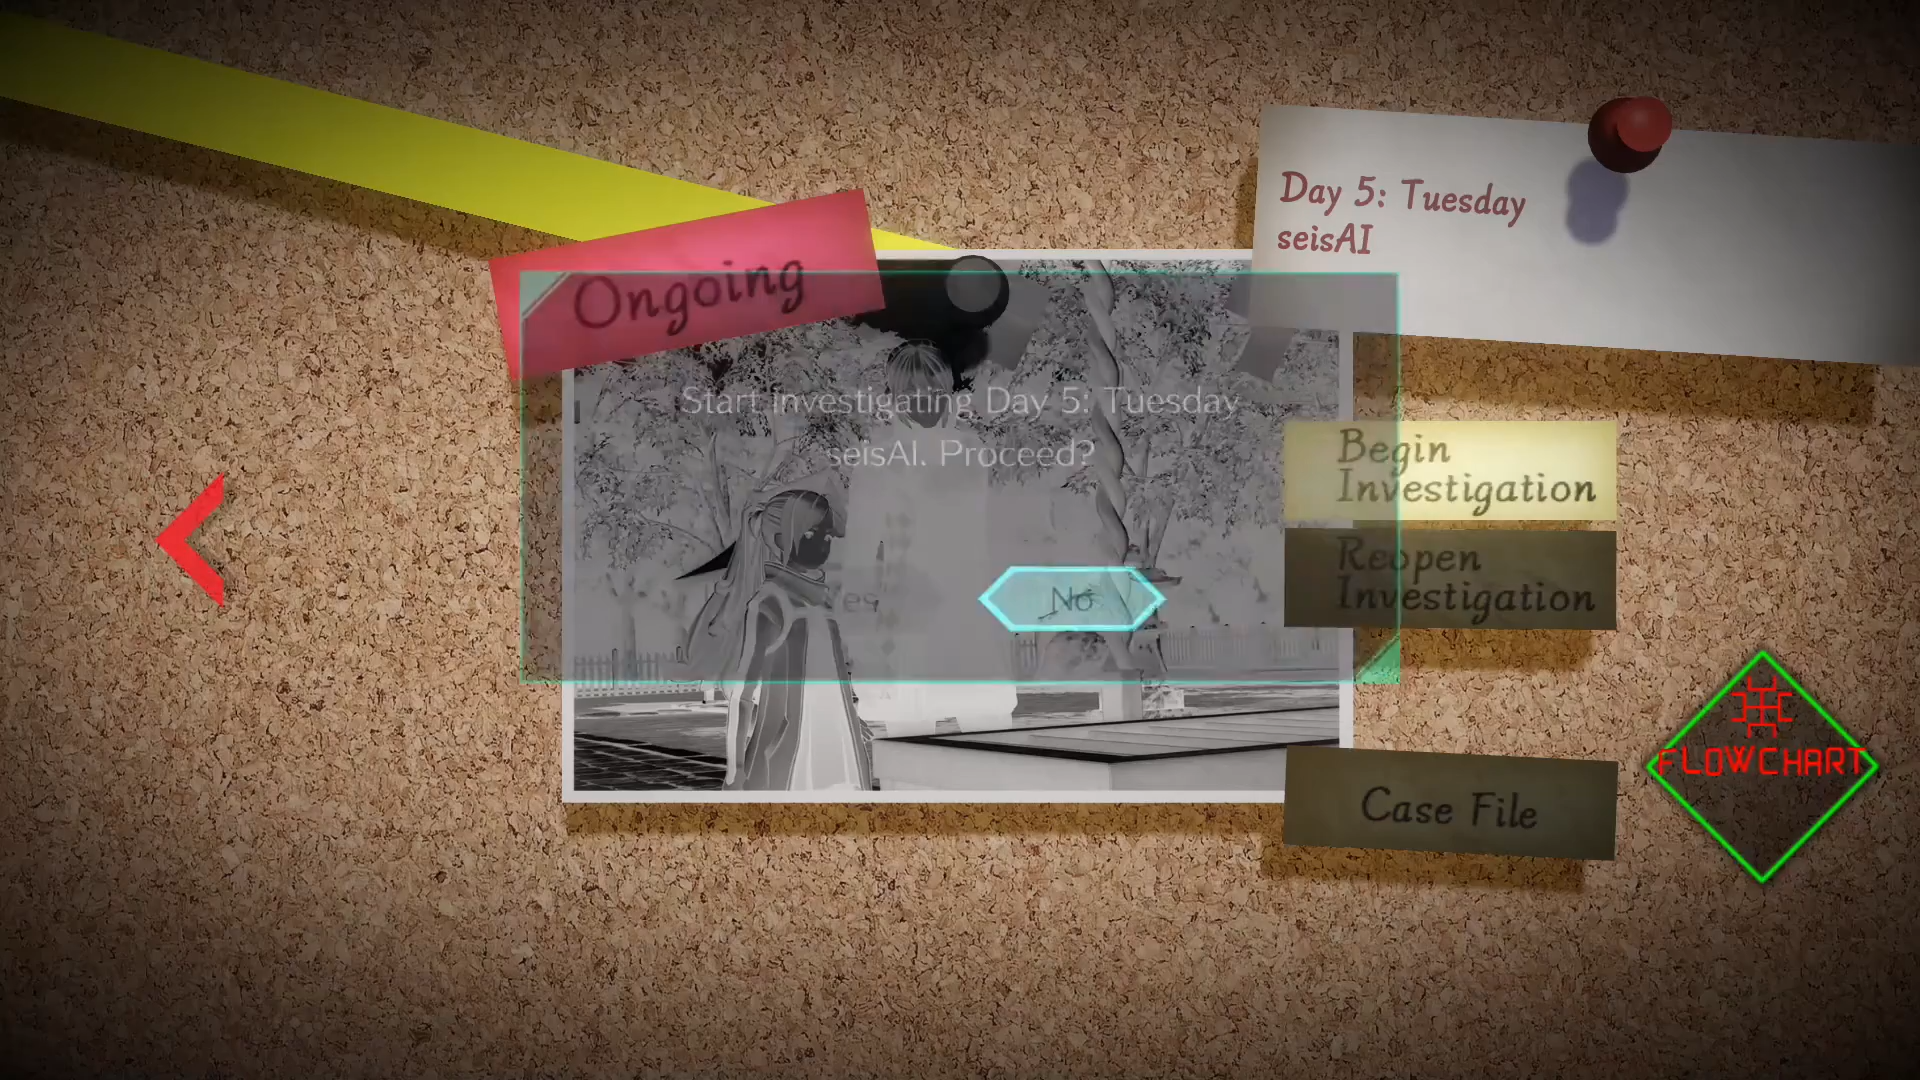 Day 5: Tuesday
seisAI
Ongoing
Start investigating Day 5: Tuesday
seisAI. Proceed?
Yes
No
Begin
Investigation
Reopen
Investigation
Case File
FLOWCHART